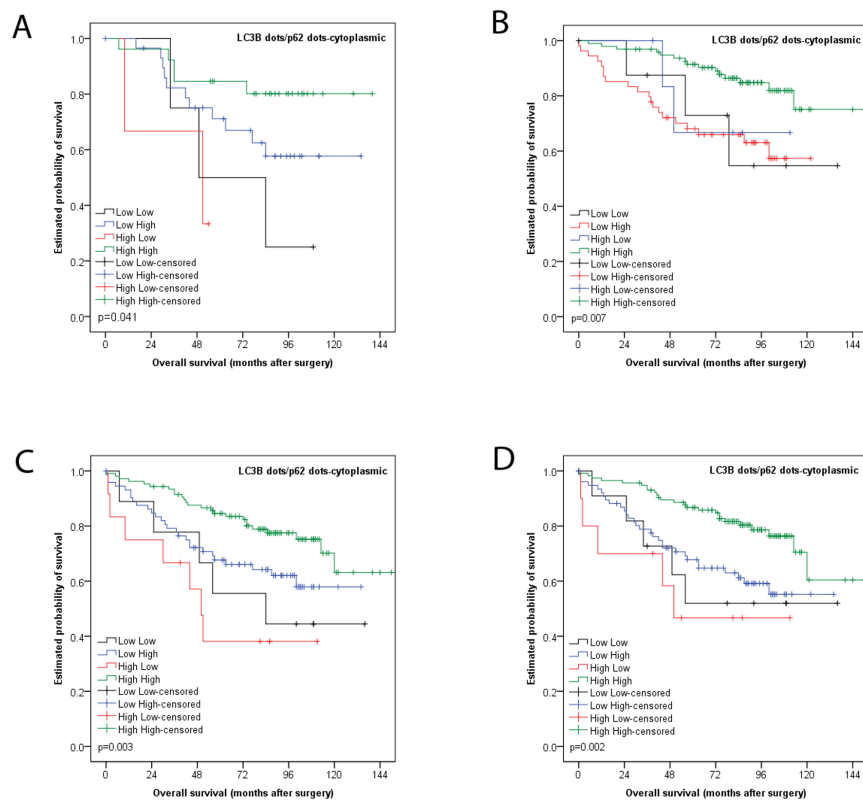 A
LC3B dots/p62 dots-cytoplasmic
Estimated probability of survival
1.0
0.8
0.6
0.4
0.2
0.0
Low Low
Low High
High Low
High High
Low Low-censored
Low High-censored
High Low-censored
High High-censored
p=0.041
0 24 48 72 96 120 144
Overall survival (months after surgery)
B
LC3B dots/p62 dots-cytoplasmic
Estimated probability of survival
1.0
0.8
0.6
0.4
0.2
0.0
Low Low
Low High
High Low
High High
Low Low-censored
Low High-censored
High Low-censored
High High-censored
p=0.007
0 24 48 72 96 120 144
Overall survival (months after surgery)
C
LC3B dots/p62 dots-cytoplasmic
Estimated probability of survival
1.0
0.8
0.6
0.4
0.2
0.0
Low Low
Low High
High Low
High High
Low Low-censored
Low High-censored
High Low-censored
High High-censored
p=0.003
0 24 48 72 96 120 144
Overall survival (months after surgery)
D
LC3B dots/p62 dots-cytoplasmic
Estimated probability of survival
1.0
0.8
0.6
0.4
0.2
0.0
Low Low
Low High
High Low
High High
Low Low-censored
Low High-censored
High Low-censored
High High-censored
p=0.002
0 24 48 72 96 120 144
Overall survival (months after surgery)